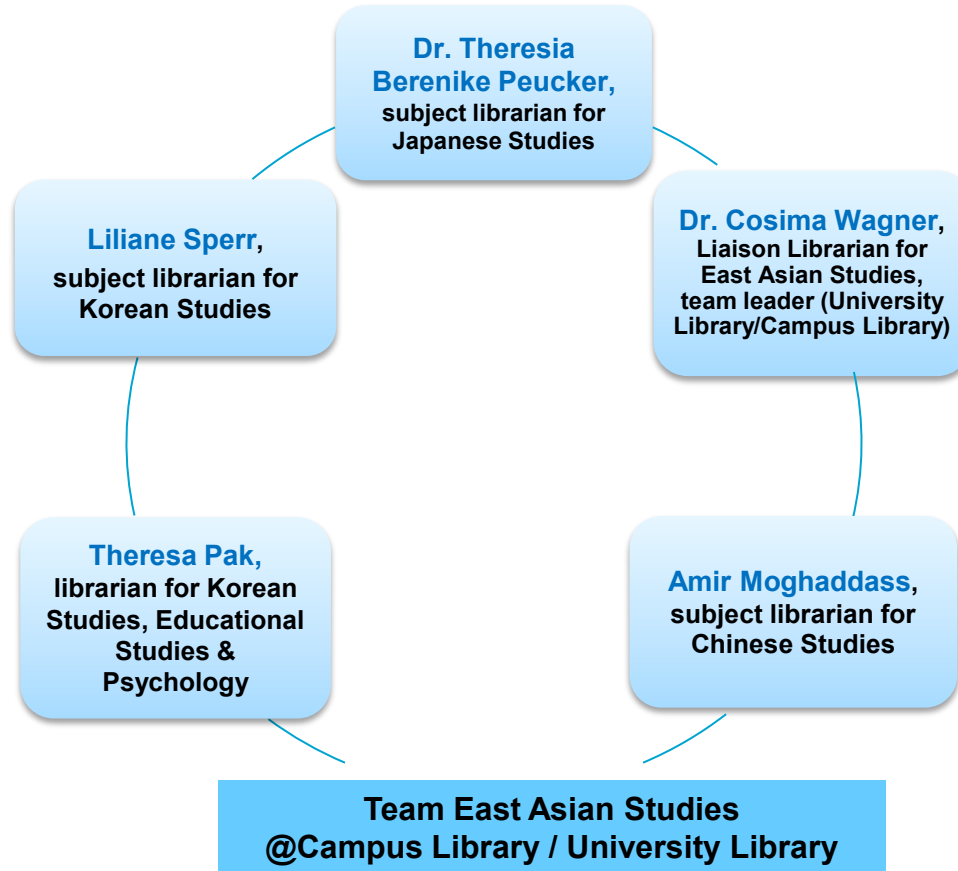 Dr. Theresia
Berenike Peucker,
subject librarian for
Japanese Studies
Liliane Sperr,
subject librarian for
Korean Studies
Dr. Cosima Wagner,
Liaison Librarian for
East Asian Studies,
team leader (University
Library/Campus Library)
Theresa Pak,
librarian for Korean
Studies, Educational
Studies &
Psychology
Amir Moghaddass,
subject librarian for
Chinese Studies
Team East Asian Studies
@Campus Library / University Library